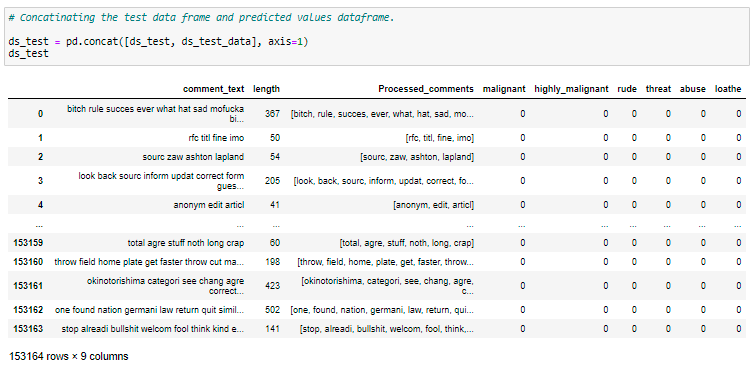 # Concatinating the test data frame and predicted values dataframe.
ds_test = pd.concat([ds_test, ds_test_data], axis=1)
ds_test
comment_text length Processed_comments malignant highly_malignant rude threat abuse loathe
0 bitch rule succes ever what hat sad mofucka bi... 367 [bitch, rule, succes, ever, what, hat, sad, mo... 0 0 0 0 0 0
1 rfc titl fine imo 50 [rfc, titl, fine, imo] 0 0 0 0 0 0
2 sourc zaw ashton lapland 54 [sourc, zaw, ashton, lapland] 0 0 0 0 0 0
3 look back sourc inform updat correct form gues... 205 [look, back, sourc, inform, updat, correct, fo... 0 0 0 0 0 0
4 anonym edit articl 41 [anonym, edit, articl] 0 0 0 0 0 0
... ... ... ... ... ... ... ... ... ...
153159 total agre stuff noth long crap 60 [total, agre, stuff, noth, long, crap] 0 0 0 0 0 0
153160 throw field home plate get faster throw cut ma... 198 [throw, field, home, plate, get, faster, throw... 0 0 0 0 0 0
153161 okinotorishima categori see chang agre correct... 423 [okinotorishima, categori, see, chang, agre, c... 0 0 0 0 0 0
153162 one found nation germani law return quit simil... 502 [one, found, nation, germani, law, return, qui... 0 0 0 0 0 0
153163 stop alreadi bullshit welcom fool think kind e... 141 [stop, alreadi, bullshit, welcom, fool, think,... 0 0 0 0 0 0
153164 rows × 9 columns